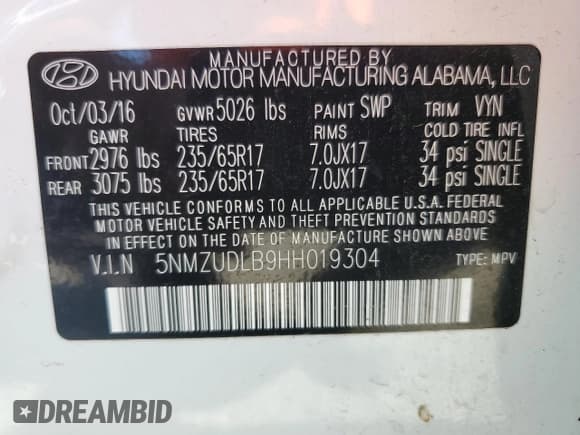 MANUFACTURED BY
HYUNDAI MOTOR MANUFACTURING ALABAMA, LLC
Oct/03/16 GVWR 5026 lbs PAINT SWP TRIM VYN
GAWR TIRES RIMS COLD TIRE INFL
FRONT 2976 lbs 235/65R17 7.0JX17 34 psi SINGLE
REAR 3075 lbs 235/65R17 7.0JX17 34 psi SINGLE
THIS VEHICLE CONFORMS TO ALL APPLICABLE U.S.A. FEDERAL
MOTOR VEHICLE SAFETY AND THEFT PREVENTION STANDARDS
IN EFFECT ON THE DATE OF MANUFACTURE SHOWN ABOVE.
V.I.N 5NMZUDLB9HH019304 TYPE: MPV
DREAMBID